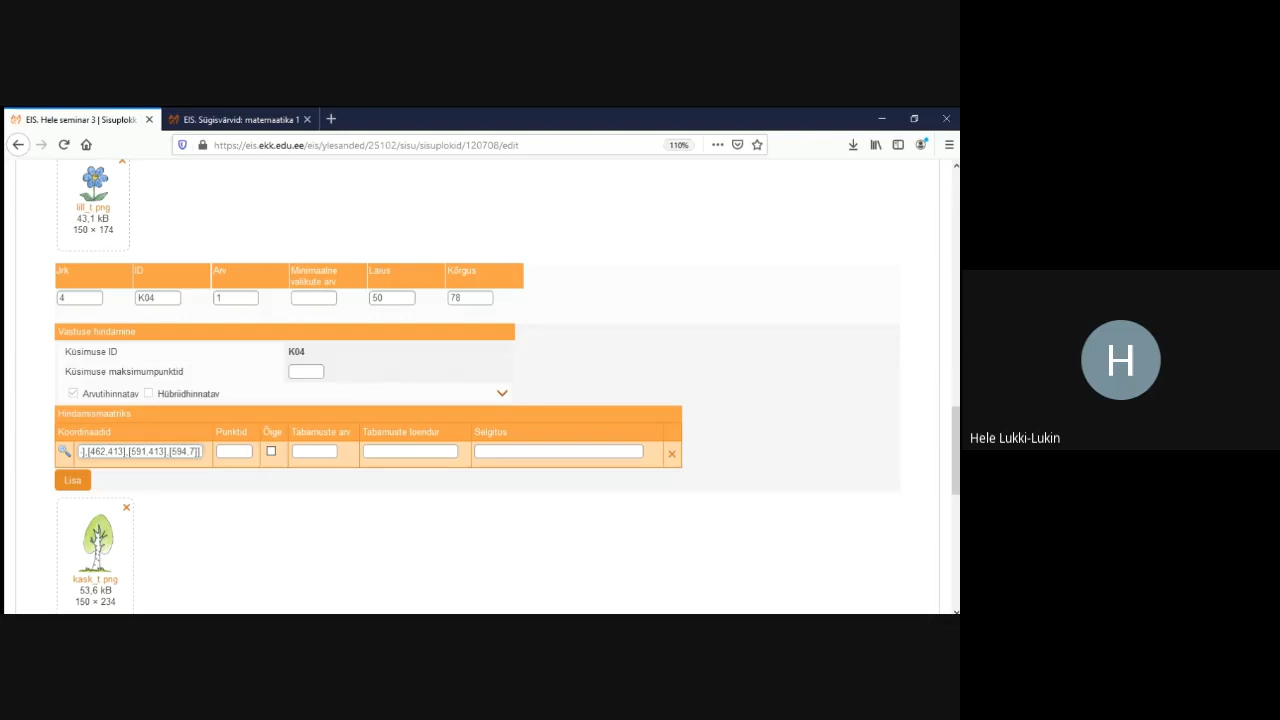 EIS. Hele seminar 3 | Sisuplokk
EIS. Sügisvärvid: matemaatika 1
https://eis.ekk.edu.ee/eis/ylesanded/25102/sisu/sisuplokid/120708/edit
110%
lill_t.png
43,1 kB
150 × 174
Jrk ID Arv Minimaalne valikute arv Laius Kõrgus
4 K04 1 50 78
Vastuse hindamine
Küsimuse ID K04
Küsimuse maksimumpunktid
Arvutihinnatav Hübriidhinnatav
Hindamismaatriks
Koordinaadid Punktid Õige Tabamuste arv Tabamuste loendur Selgitus
],[462,413],[591,413],[594,7]]
Lisa
kask_t.png
53,6 kB
150 × 234
H
Hele Lukki-Lukin